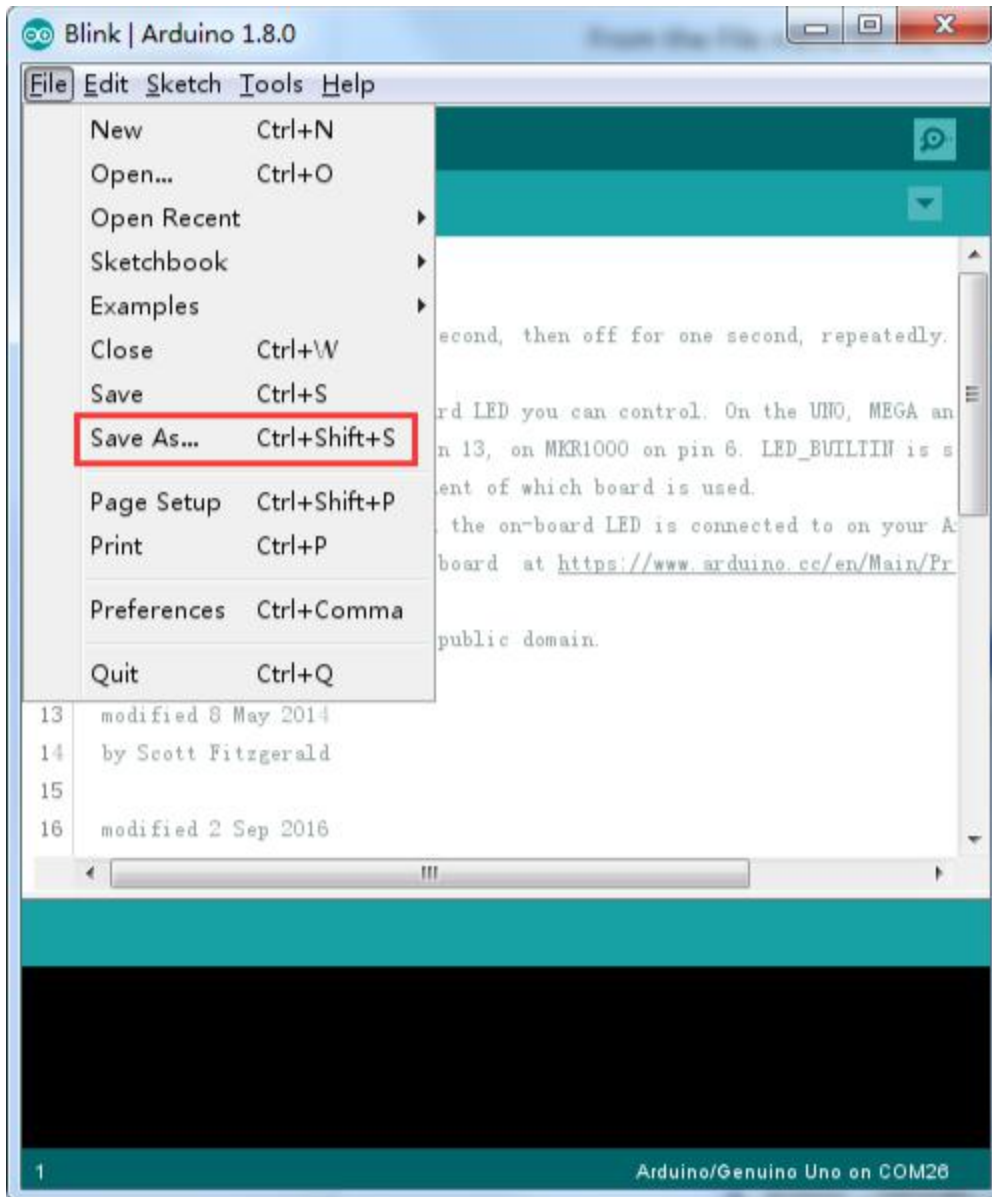 Blink | Arduino 1.8.0
File Edit Sketch Tools Help
New Ctrl+N
Open... Ctrl+O
Open Recent
Sketchbook
Examples
Close Ctrl+W
Save Ctrl+S
Save As... Ctrl+Shift+S
Page Setup Ctrl+Shift+P
Print Ctrl+P
Preferences Ctrl+Comma
Quit Ctrl+Q
econd, then off for one second, repeatedly.
rd LED you can control. On the UNO, MEGA an
n 13, on MKR1000 on pin 6. LED_BUILTIN is s
ent of which board is used.
the on-board LED is connected to on your A
board at https://www.arduino.cc/en/Main/Pr
public domain.
13 modified 8 May 2014
14 by Scott Fitzgerald
15
16 modified 2 Sep 2016
1 Arduino/Genuino Uno on COM26